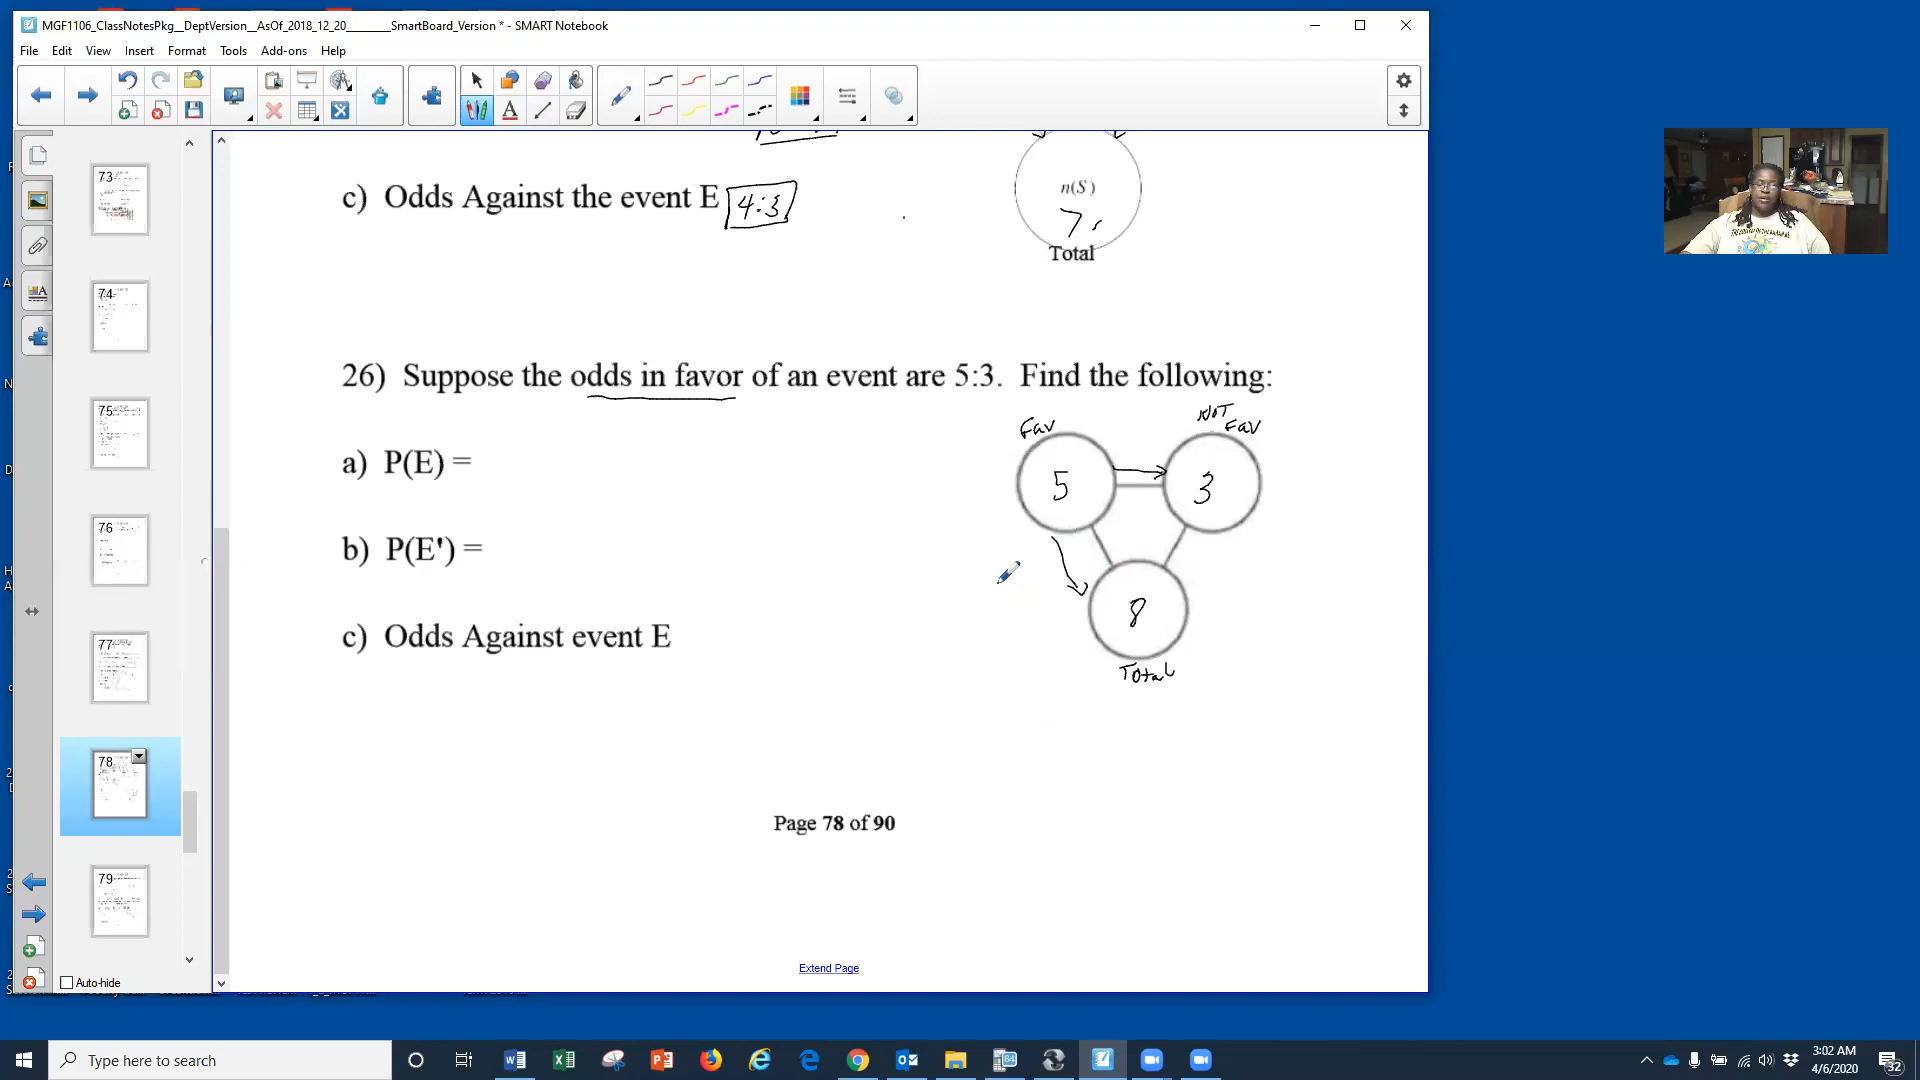 MGF1106_ClassNotesPkg__DeptVersion__AsOf_2018_12_20________SmartBoard_Version * - SMART Notebook
File Edit View Insert Format Tools Add-ons Help
73
74
75
76
77
78
79
Auto-hide
c) Odds Against the event E 4:3
n(S)
7
Total
26) Suppose the odds in favor of an event are 5:3. Find the following:
Fav
NOT
Fav
a) P(E) =
5
3
b) P(E') =
8
c) Odds Against event E
Total
Page 78 of 90
Extend Page
Type here to search
3:02 AM
4/6/2020
32